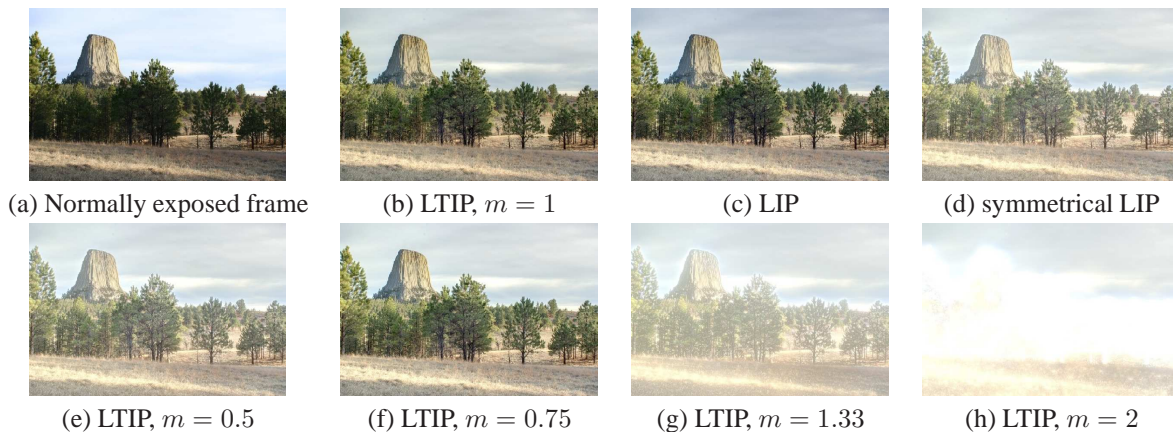 (a) Normally exposed frame
(b) LTIP, m = 1
(c) LIP
(d) symmetrical LIP
(e) LTIP, m = 0.5
(f) LTIP, m = 0.75
(g) LTIP, m = 1.33
(h) LTIP, m = 2